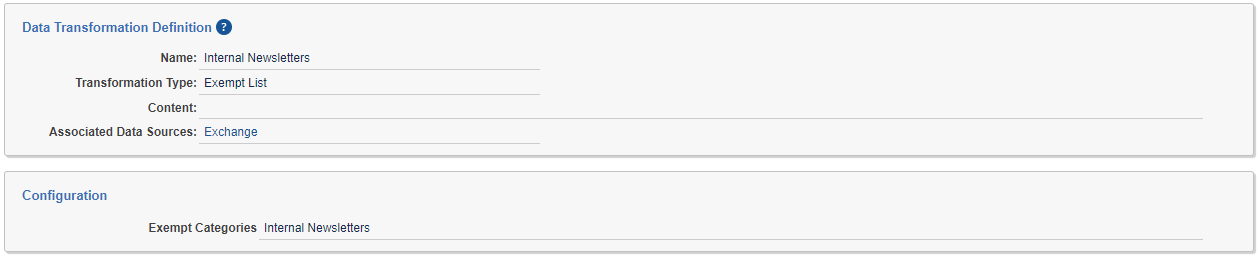 Data Transformation Definition ?
Name: Internal Newsletters
Transformation Type: Exempt List
Content:
Associated Data Sources: Exchange
Configuration
Exempt Categories Internal Newsletters